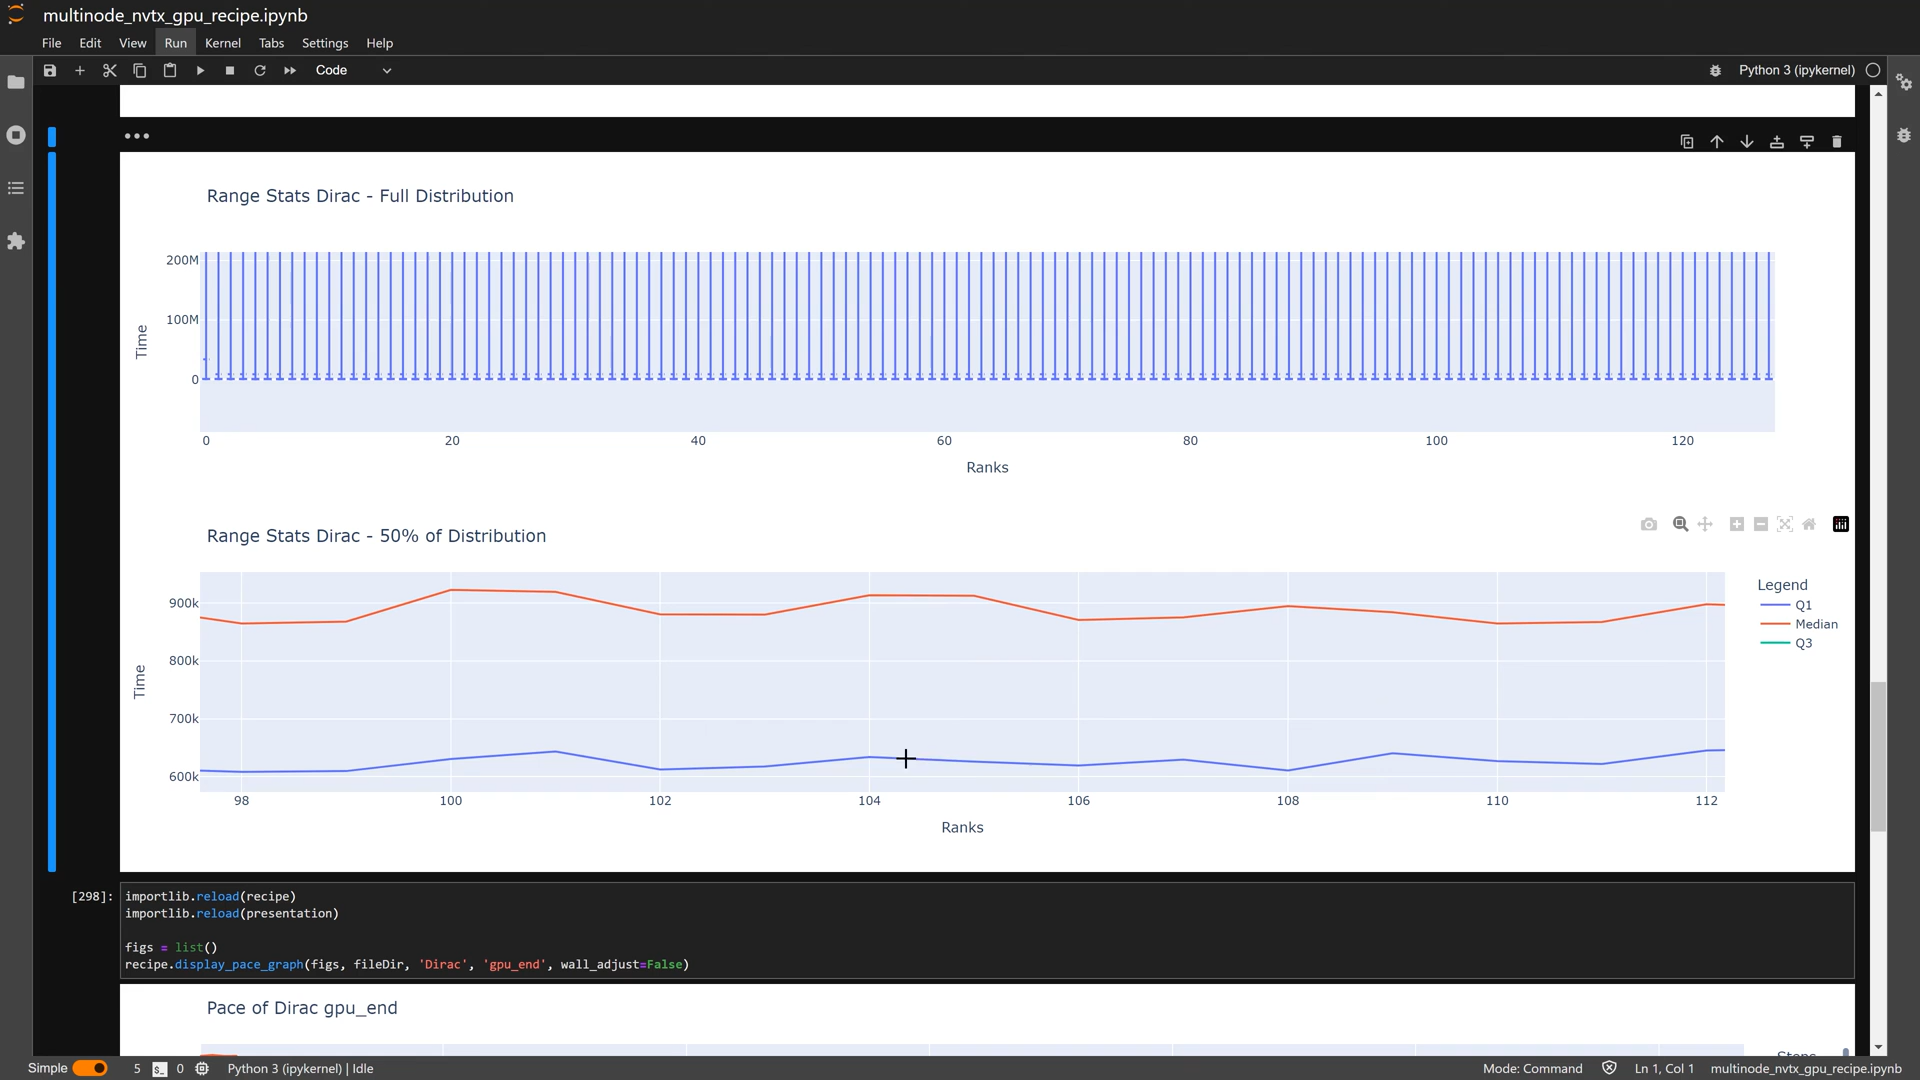 multinode_nvtx_gpu_recipe.ipynb
File Edit View Run Kernel Tabs Settings Help
Code
Python 3 (ipykernel)
Range Stats Dirac - Full Distribution
200M
100M
0
Time
0 20 40 60 80 100 120
Ranks
Range Stats Dirac - 50% of Distribution
900k
800k
700k
600k
Time
98 100 102 104 106 108 110 112
Ranks
Legend
Q1
Median
Q3
[298]:
importlib.reload(recipe)
importlib.reload(presentation)
figs = list()
recipe.display_pace_graph(figs, fileDir, 'Dirac', 'gpu_end', wall_adjust=False)
Pace of Dirac gpu_end
Simple 5 $_ 0 Python 3 (ipykernel) | Idle Mode: Command Ln 1, Col 1 multinode_nvtx_gpu_recipe.ipynb